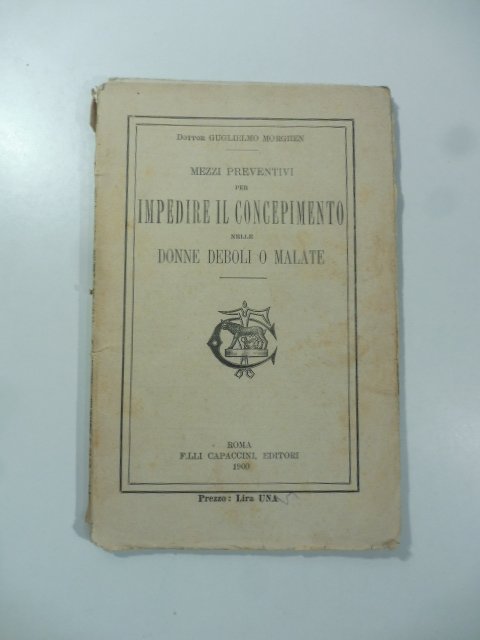 Dottor GUGLIELMO MORGHEN
MEZZI PREVENTIVI
PER
IMPEDIRE IL CONCEPIMENTO
NELLE
DONNE DEBOLI O MALATE
ROMA
F.LLI CAPACCINI, EDITORI
1900
Prezzo: Lira UNA